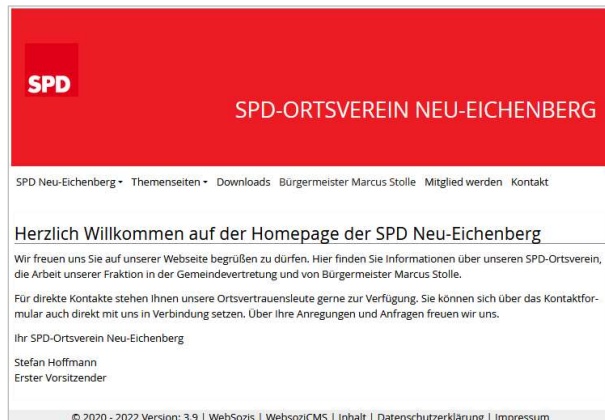 SPD
SPD-ORTSVEREIN NEU-EICHENBERG
SPD Neu-Eichenberg Themenseiten Downloads Bürgermeister Marcus Stolle Mitglied werden Kontakt
Herzlich Willkommen auf der Homepage der SPD Neu-Eichenberg
Wir freuen uns Sie auf unserer Webseite begrüßen zu dürfen. Hier finden Sie Informationen über unseren SPD-Ortsverein,
die Arbeit unserer Fraktion in der Gemeindevertretung und von Bürgermeister Marcus Stolle.
Für direkte Kontakte stehen Ihnen unsere Ortsvertrauensleute gerne zur Verfügung. Sie können sich über das Kontaktfor-
mular auch direkt mit uns in Verbindung setzen. Über Ihre Anregungen und Anfragen freuen wir uns.
Ihr SPD-Ortsverein Neu-Eichenberg
Stefan Hoffmann
Erster Vorsitzender
© 2020 - 2022 Version: 3.9 | WebSozis | WebsoziCMS | Inhalt | Datenschutzerklärung | Impressum